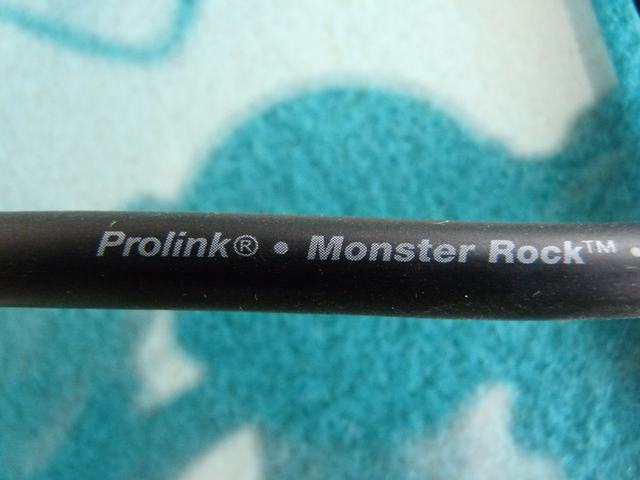 Prolink® • Monster Rock™ •